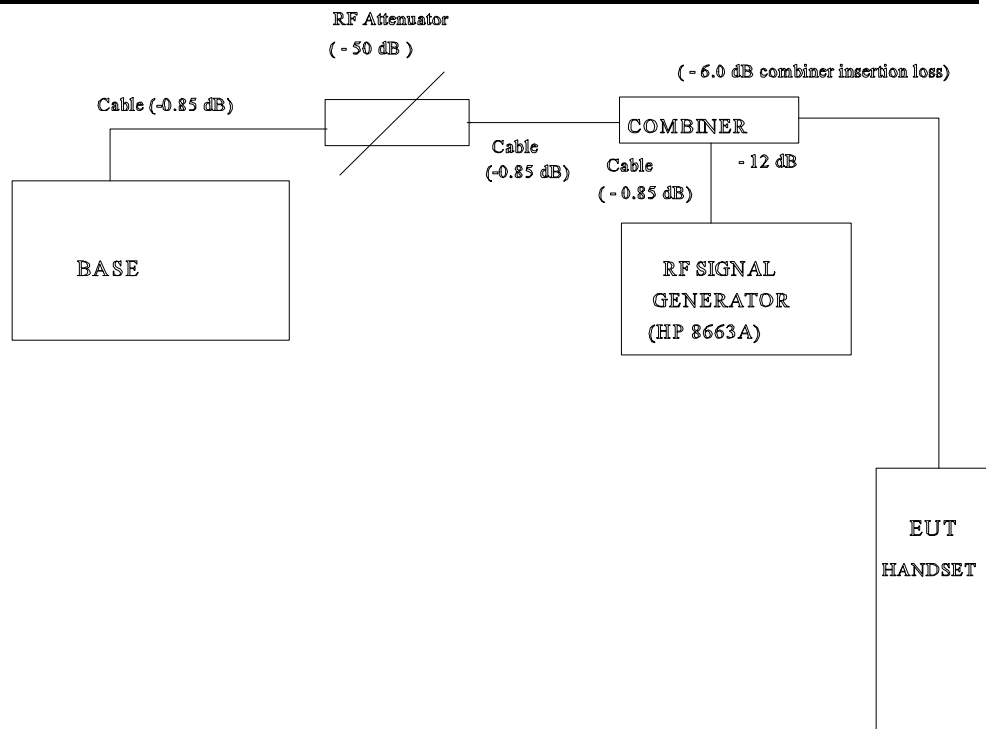 RF Attenuator
( - 50 dB )
( - 6.0 dB combiner insertion loss)
Cable (-0.85 dB)
COMBINER
Cable
(-0.85 dB)
Cable
( - 0.85 dB)
- 12 dB
BASE
RF SIGNAL
GENERATOR
(HP 8663A)
EUT
HANDSET